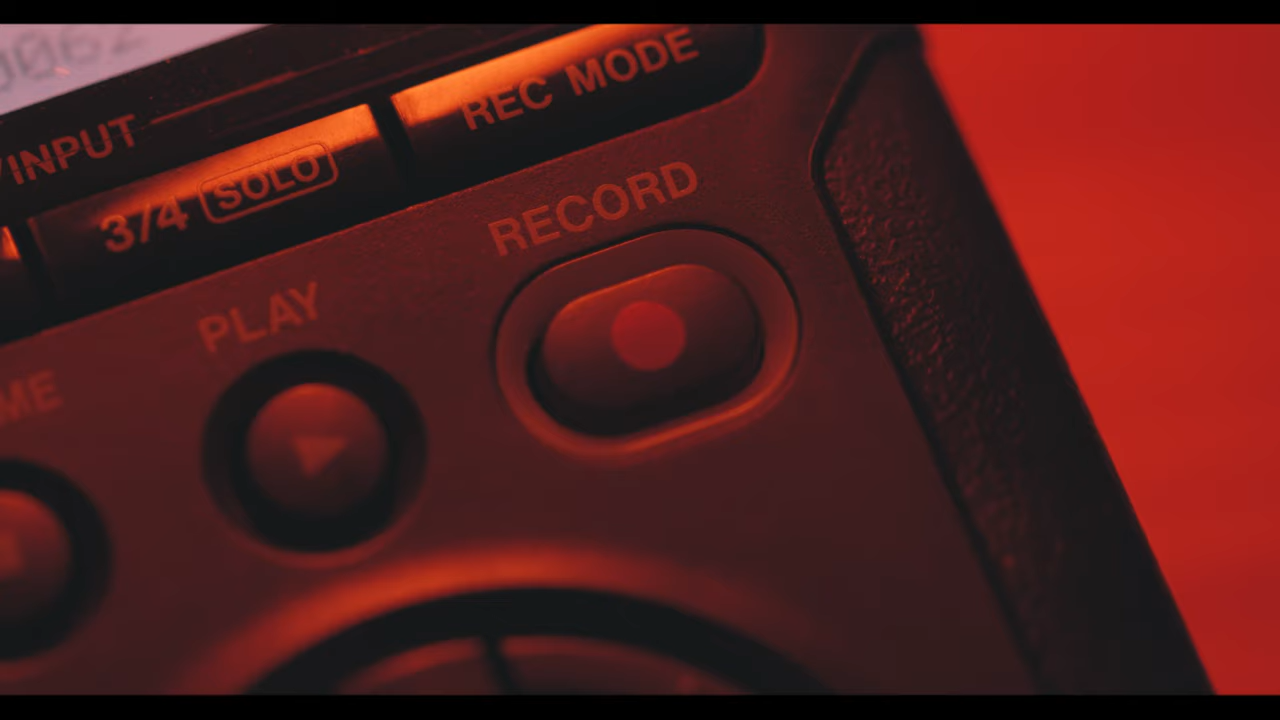 REC MODE
/INPUT
3/4 SOLO
RECORD
PLAY